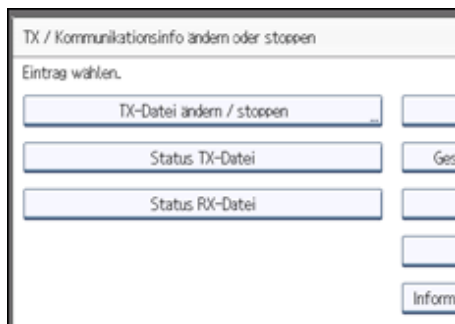 TX / Kommunikationsinfo ändern oder stoppen
Eintrag wählen.
TX-Datei ändern / stoppen
Status TX-Datei
Ges
Status RX-Datei
Inform